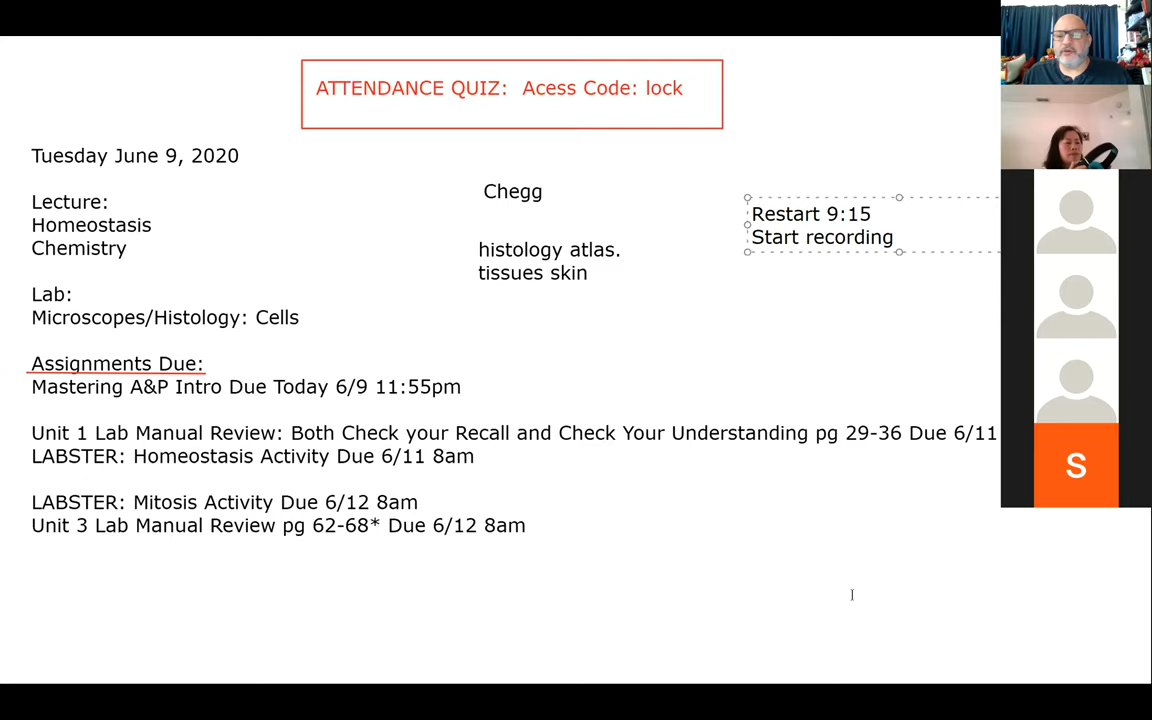 ATTENDANCE QUIZ:  Acess Code: lock
Tuesday June 9, 2020
Lecture:
Homeostasis
Chemistry
Lab:
Microscopes/Histology: Cells
Assignments Due:
Mastering A&P Intro Due Today 6/9 11:55pm
Unit 1 Lab Manual Review: Both Check your Recall and Check Your Understanding pg 29-36 Due 6/11
LABSTER: Homeostasis Activity Due 6/11 8am
LABSTER: Mitosis Activity Due 6/12 8am
Unit 3 Lab Manual Review pg 62-68* Due 6/12 8am
Chegg
histology atlas.
tissues skin
Restart 9:15
Start recording
S